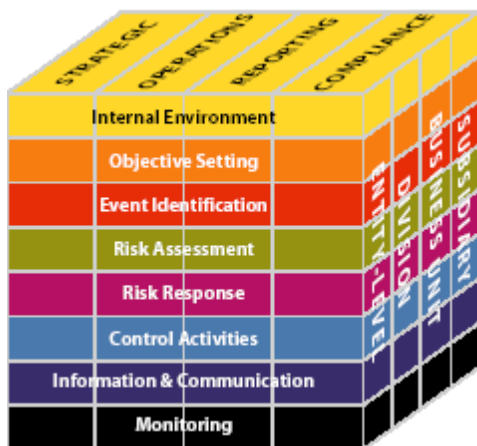 STRATEGIC
OPERATIONS
REPORTING
COMPLIANCE
Internal Environment
Objective Setting
Event Identification
Risk Assessment
Risk Response
Control Activities
Information & Communication
Monitoring
ENTITY-LEVEL
DIVISION
BUSINESS UNIT
SUBSIDIARY